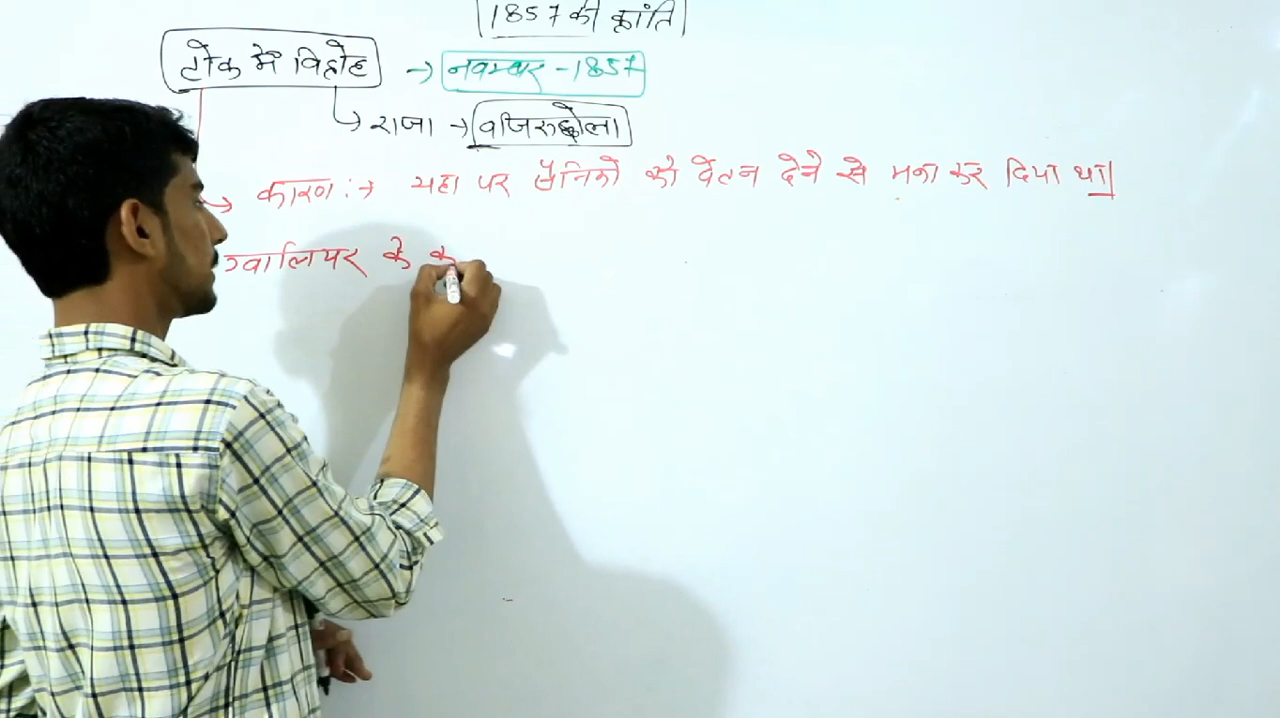 1857 की क्रांति
टोंक में विद्रोह → नवम्बर - 1857
राजा → वजिरुद्दोला
कारण :→ यहा पर सैनिको को वेतन देने से मना कर दिया था|
ग्वालियर के क